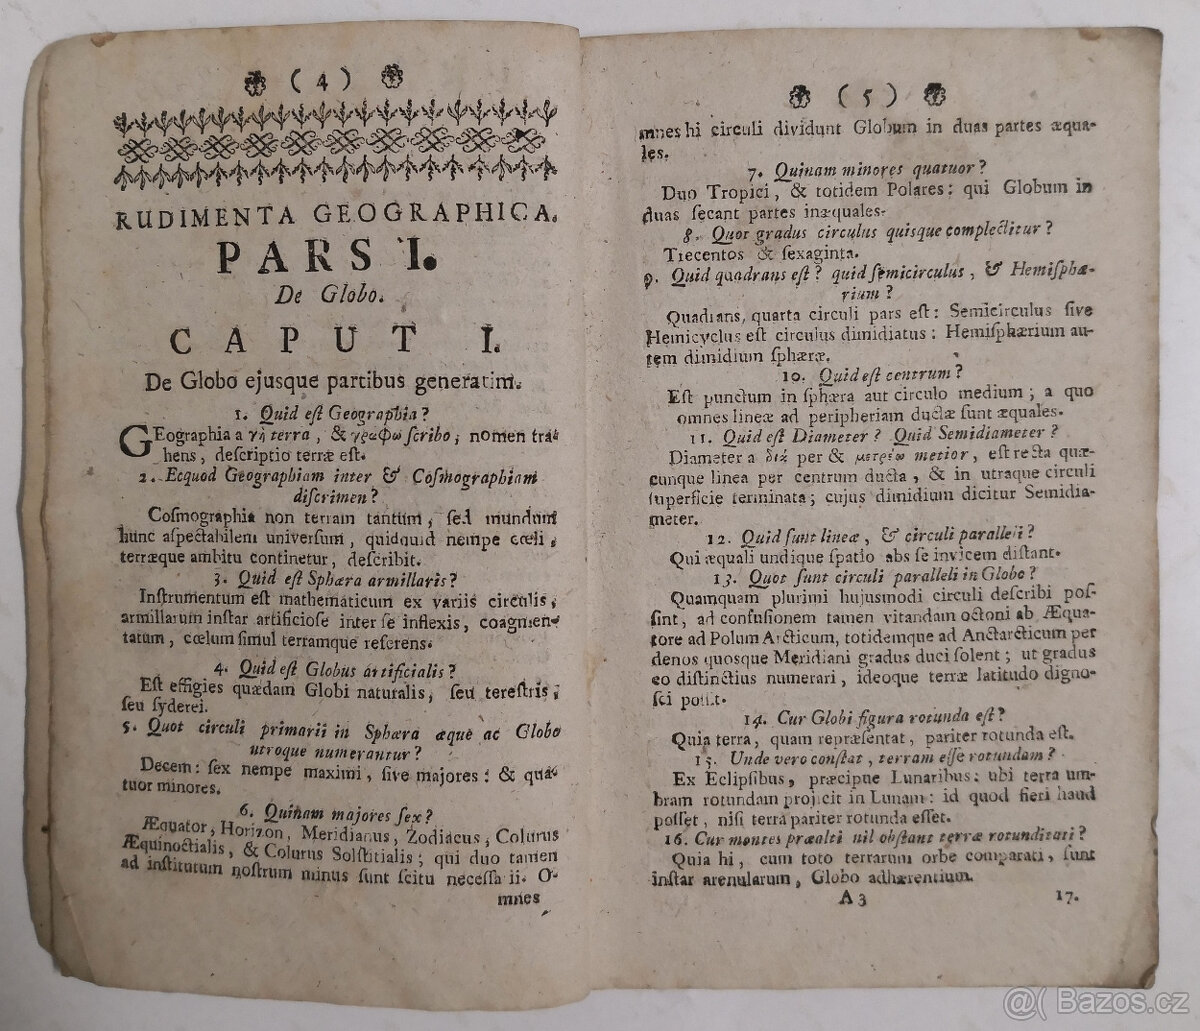 ( 4 )
RUDIMENTA GEOGRAPHICA.
PARS I.
De Globo.
CAPUT I.
De Globo ejusque partibus generatim.
1. Quid eſt Geographia?
GEographia a γῆ terra, & γραφω ſcribo, nomen tra-
hens, deſcriptio terræ eſt.
2. Ecquod Geographiam inter & Coſmographiam
diſcrimen?
Coſmographia non terram tantum, ſed mundum
hunc aſpectabilem univerſum, quidquid nempe cœli,
terræque ambitu continetur, deſcribit.
3. Quid eſt Sphæra armillaris?
Inſtrumentum eſt mathematicum ex variis circulis,
armillarum inſtar artificioſe inter ſe inflexis, coagmen-
tatum, cœlum ſimul terramque referens.
4. Quid eſt Globus artificialis?
Eſt effigies quædam Globi naturalis, ſeu tereſtris,
ſeu ſyderei.
5. Quot circuli primarii in Sphæra æque ac Globo
utroque numerantur?
Decem: ſex nempe maximi, ſive majores: & qua-
tuor minores.
6. Quinam majores ſex?
Æquator, Horizon, Meridianus, Zodiacus, Colurus
Æquinoctialis, & Colurus Solſtitialis; qui duo tamen
ad inſtitutum noſtrum minus ſunt ſcitu neceſſarii. O-
mnes
( 5 )
mnes hi circuli dividunt Globum in duas partes æqua-
les.
7. Quinam minores quatuor?
Duo Tropici, & totidem Polares: qui Globum in
duas ſecant partes inæquales.
8. Quot gradus circulus quisque complectitur?
Trecentos & ſexaginta.
9. Quid quadrans eſt? quid ſemicirculus, & Hemiſphæ-
rium?
Quadrans, quarta circuli pars eſt: Semicirculus ſive
Hemicyclus eſt circulus dimidiatus: Hemiſphærium au-
tem dimidium ſphæræ.
10. Quid eſt centrum?
Eſt punctum in ſphæra aut circulo medium; a quo
omnes lineæ ad peripheriam ductæ ſunt æquales.
11. Quid eſt Diameter? Quid Semidiameter?
Diameter a διά per & μετρέω metior, eſt recta quæ-
cunque linea per centrum ducta, & in utraque circuli
ſuperficie terminata; cujus dimidium dicitur Semidia-
meter.
12. Quid ſunt lineæ, & circuli paralleli?
Qui æquali undique ſpatio abs ſe invicem diſtant.
13. Quot ſunt circuli paralleli in Globo?
Quamquam plurimi hujusmodi circuli deſcribi poſ-
ſint, ad confuſionem tamen vitandam octoni ab Æqua-
tore ad Polum Arcticum, totidemque ad Anctarcticum per
denos quosque Meridiani gradus duci ſolent; ut gradus
eo diſtinctius numerari, ideoque terræ latitudo digno-
ſci poſſit.
14. Cur Globi figura rotunda eſt?
Quia terra, quam repræſentat, pariter rotunda eſt.
15. Unde vero conſtat, terram eſſe rotundam?
Ex Eclipſibus, præcipue Lunaribus: ubi terra um-
bram rotundam projicit in Lunam: id quod fieri haud
poſſet, niſi terra pariter rotunda eſſet.
16. Cur montes præalti nil obſtant terræ rotunditati?
Quia hi, cum toto terrarum orbe comparati, ſunt
inſtar arenularum, Globo adhærentium.
A 3
17.
@( Bazos.cz